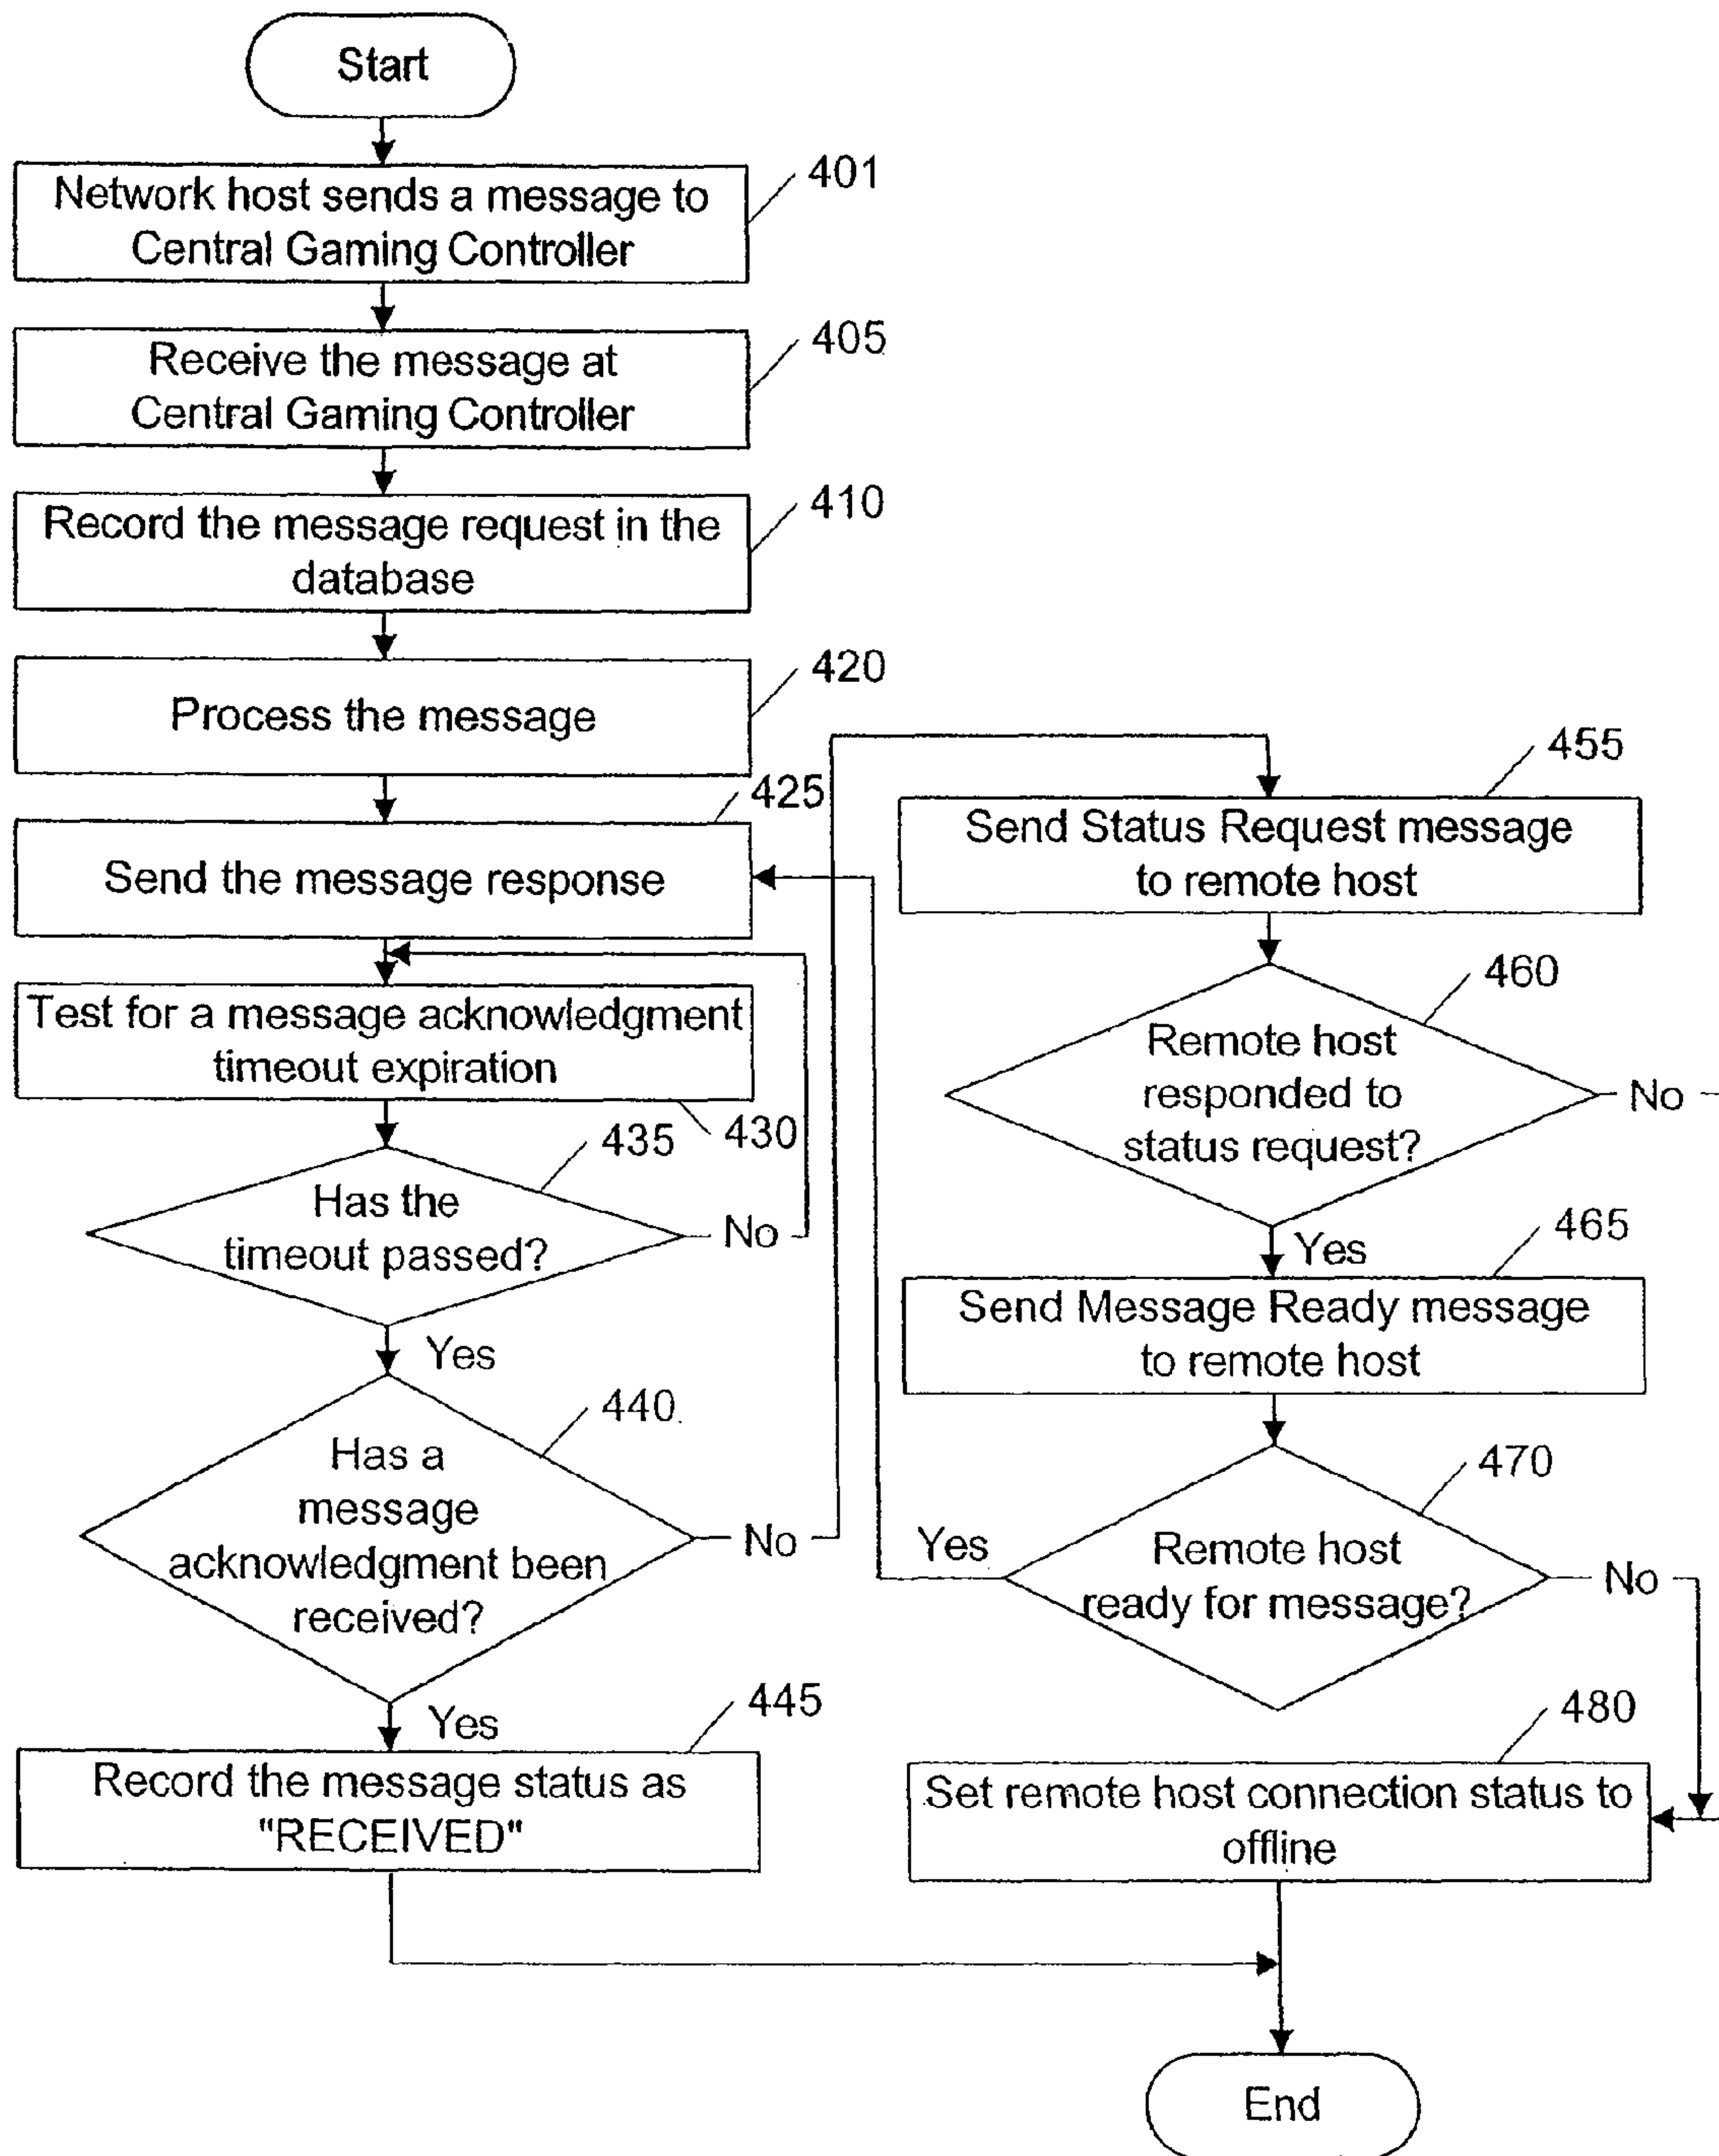 Start
Network host sends a message to
Central Gaming Controller
401
Receive the message at
Central Gaming Controller
405
Record the message request in the
database
410
Process the message
420
Send the message response
425
Test for a message acknowledgment
timeout expiration
430
Has the
timeout passed?
435
No
Yes
Has a
message
acknowledgment been
received?
440
No
Yes
Record the message status as
"RECEIVED"
445
Send Status Request message
to remote host
455
Remote host
responded to
status request?
460
No
Yes
Send Message Ready message
to remote host
465
Remote host
ready for message?
470
Yes
No
Set remote host connection status to
offline
480
End